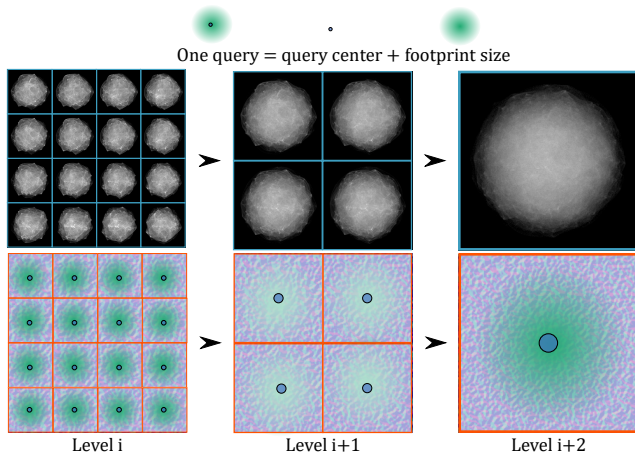 One query = query center + footprint size
Level i
Level i+1
Level i+2